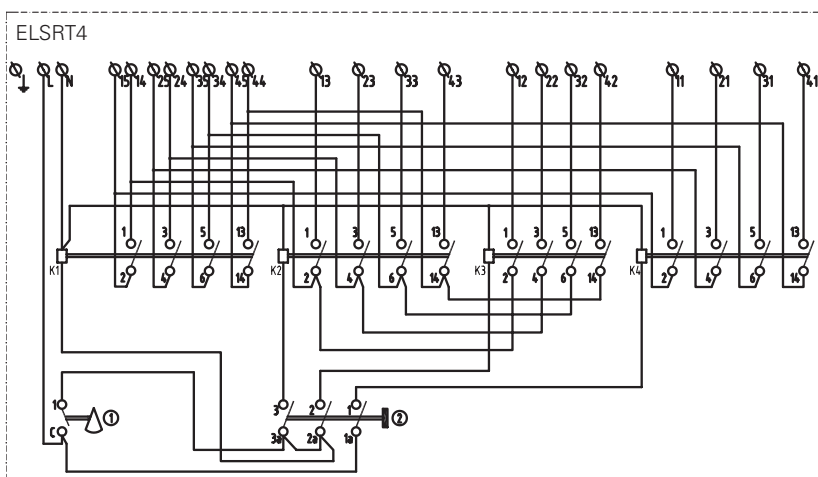 ELSRT4
L N 15 14 25 24 35 34 45 44 13 23 33 43 12 22 32 42 11 21 31 41
1 3 5 13 1 3 5 13 1 3 5 13 1 3 5 13
K1 2 4 6 14 K2 2 4 6 14 K3 2 4 6 14 K4 2 4 6 14
1 ① 3 2 1 ②
C 3a 2a 1a